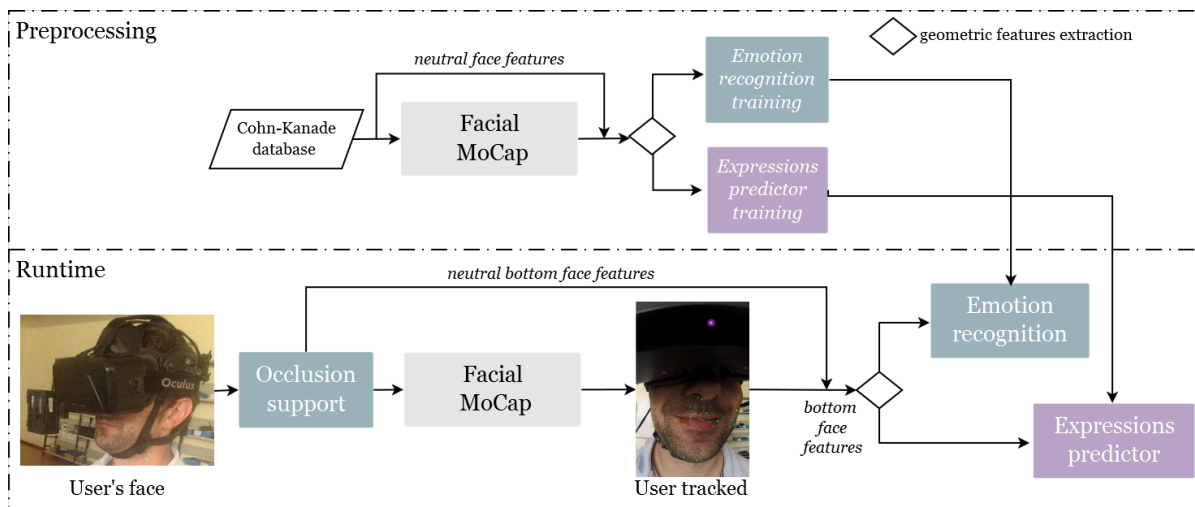 Preprocessing
geometric features extraction
neutral face features
Cohn-Kanade
database
Facial
MoCap
Emotion
recognition
training
Expressions
predictor
training
Runtime
neutral bottom face features
Oculus
User's face
Occlusion
support
Facial
MoCap
User tracked
bottom
face
features
Emotion
recognition
Expressions
predictor